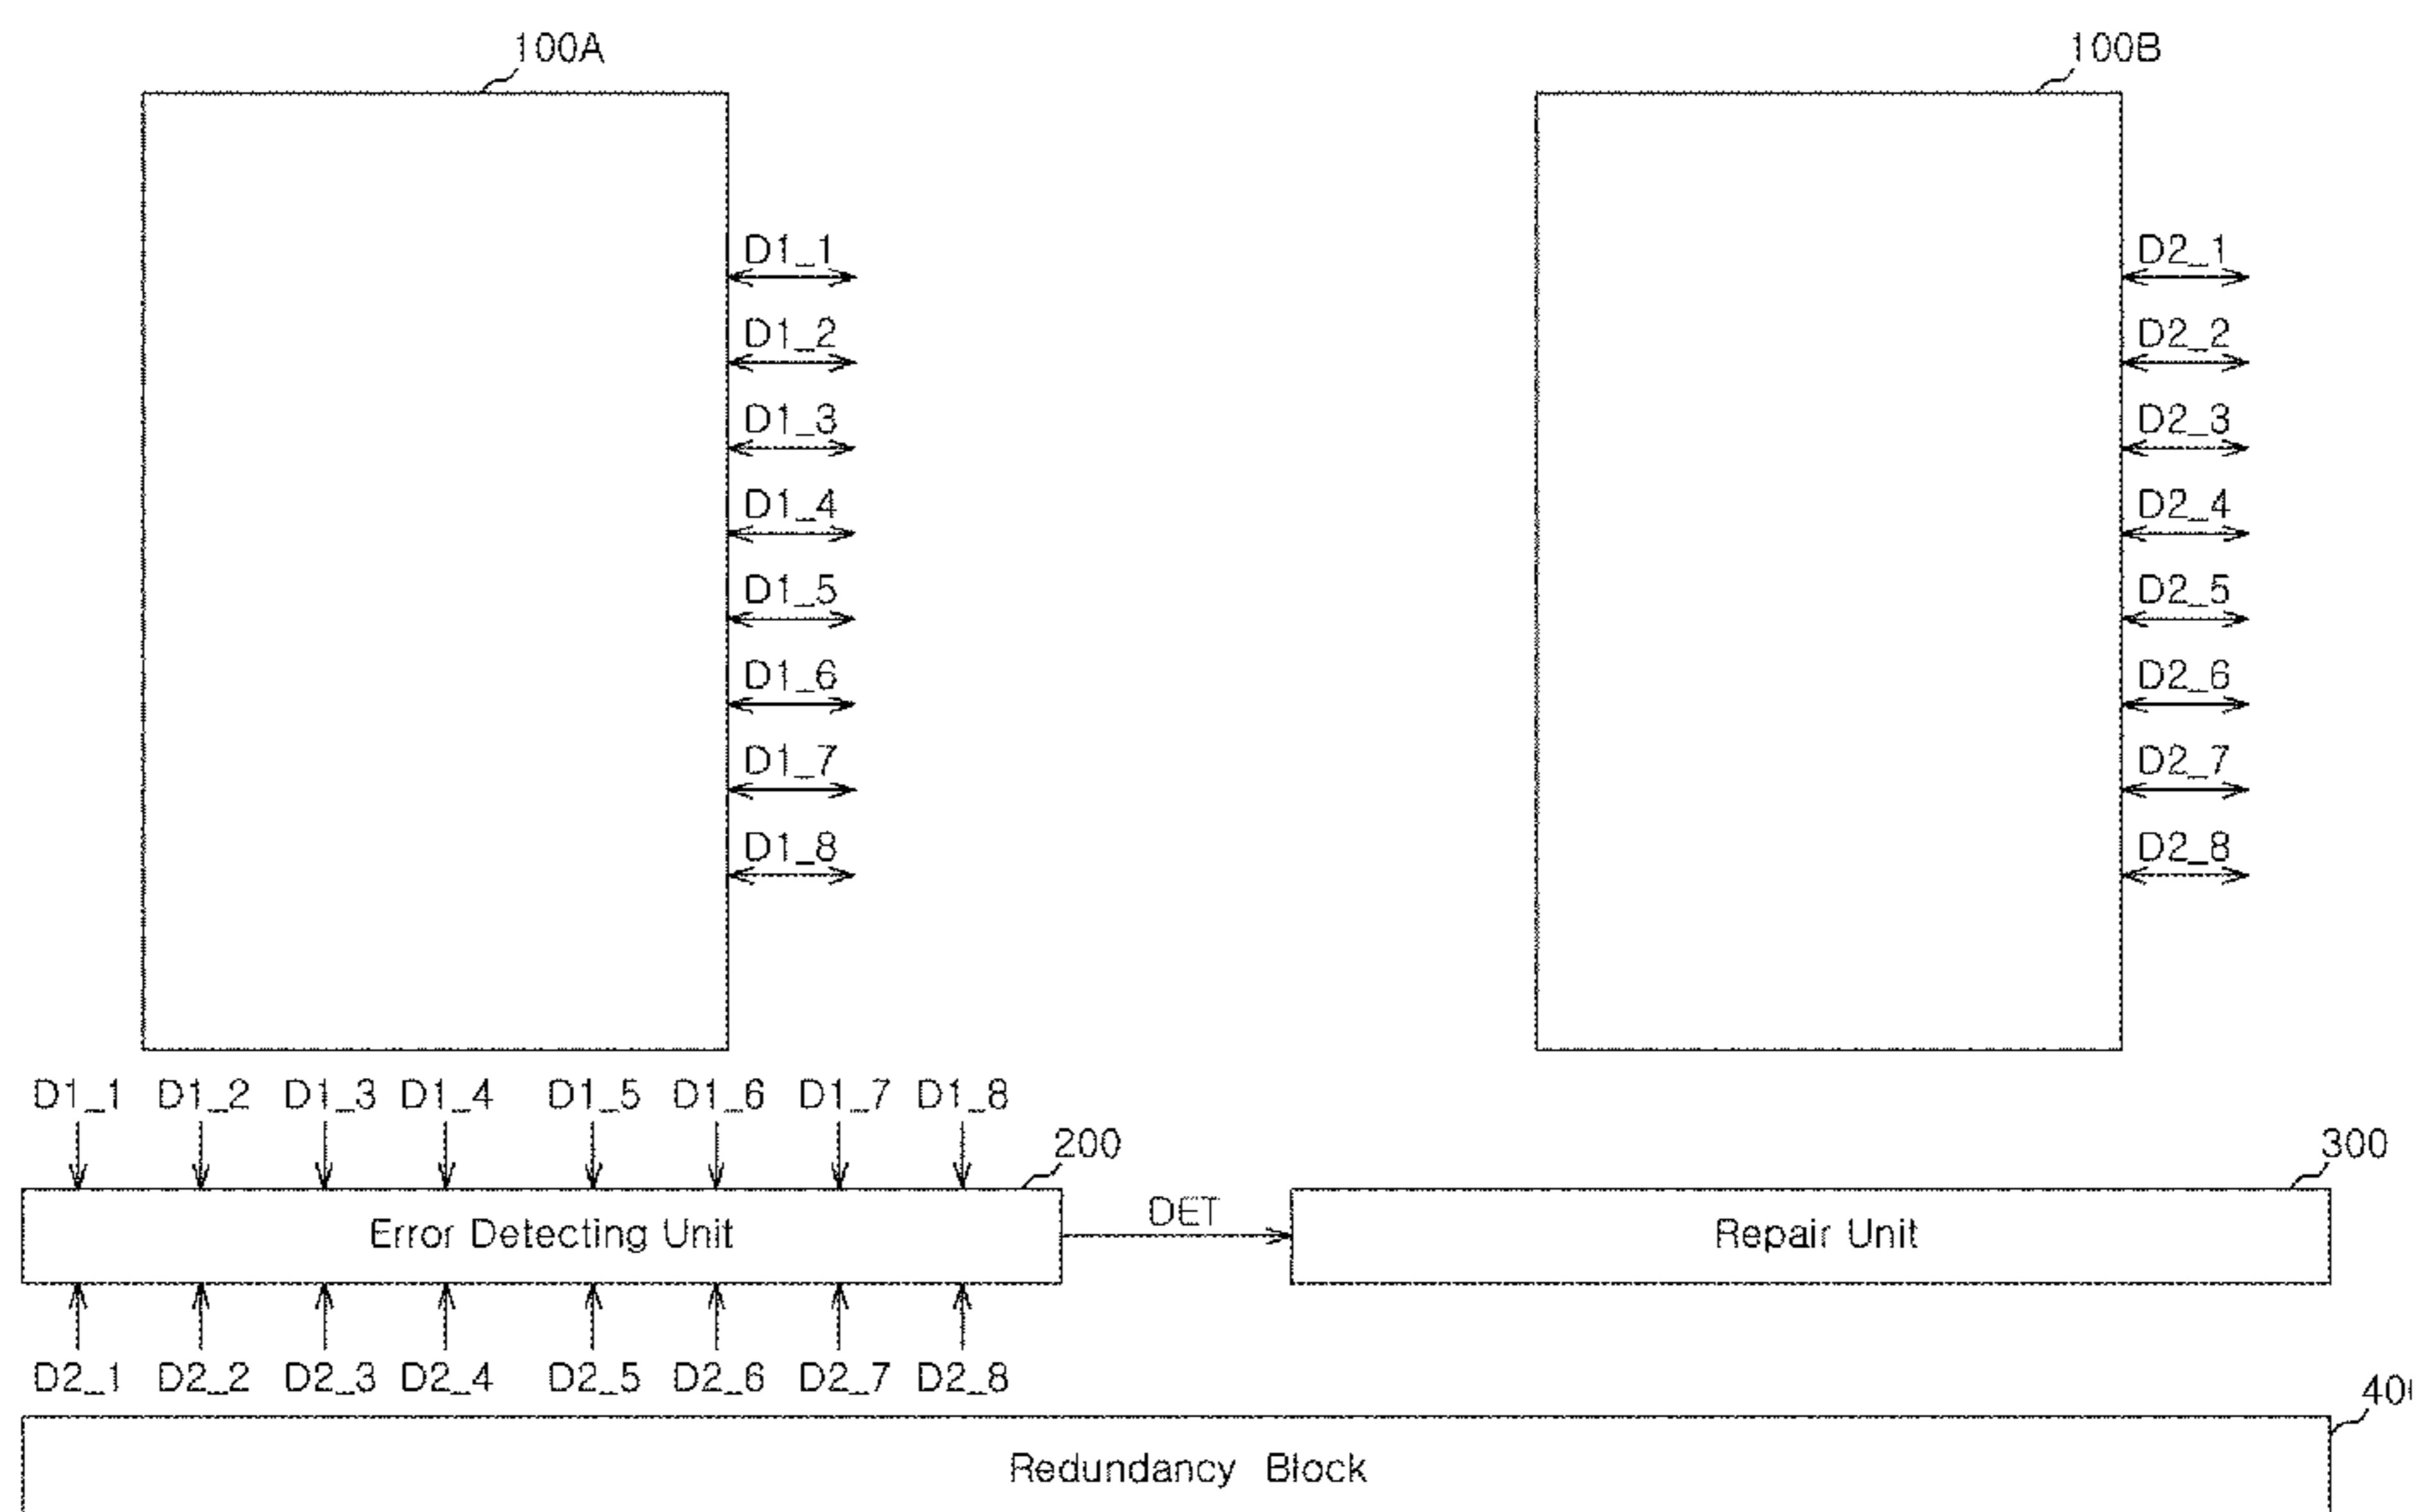 100A
100B
D1_1
D2_1
D1_2
D2_2
D1_3
D2_3
D1_4
D2_4
D1_5
D2_5
D1_6
D2_6
D1_7
D2_7
D1_8
D2_8
D1_1 D1_2 D1_3 D1_4 D1_5 D1_6 D1_7 D1_8
200
300
Error Detecting Unit
DET
Repair Unit
D2_1 D2_2 D2_3 D2_4 D2_5 D2_6 D2_7 D2_8
Redundancy Block